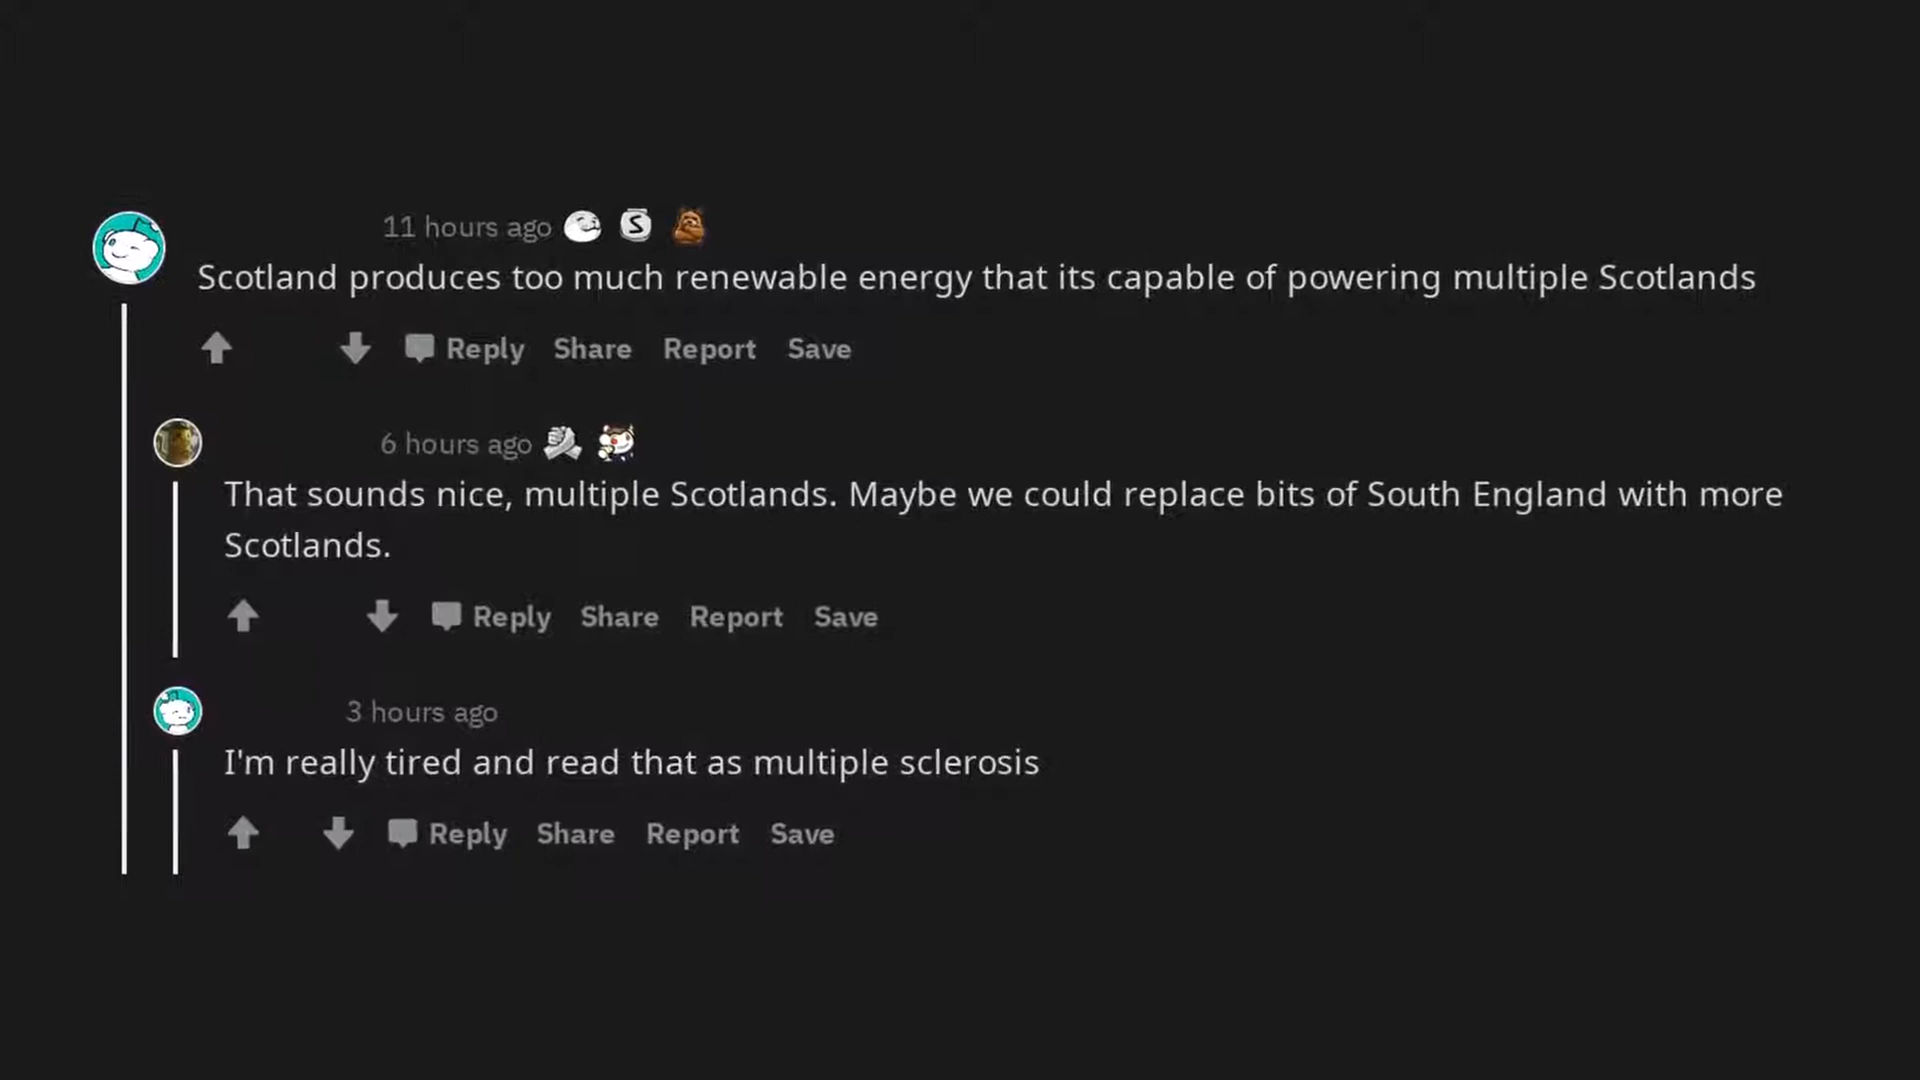 11 hours ago
Scotland produces too much renewable energy that its capable of powering multiple Scotlands
Reply Share Report Save
6 hours ago
That sounds nice, multiple Scotlands. Maybe we could replace bits of South England with more
Scotlands.
Reply Share Report Save
3 hours ago
I'm really tired and read that as multiple sclerosis
Reply Share Report Save